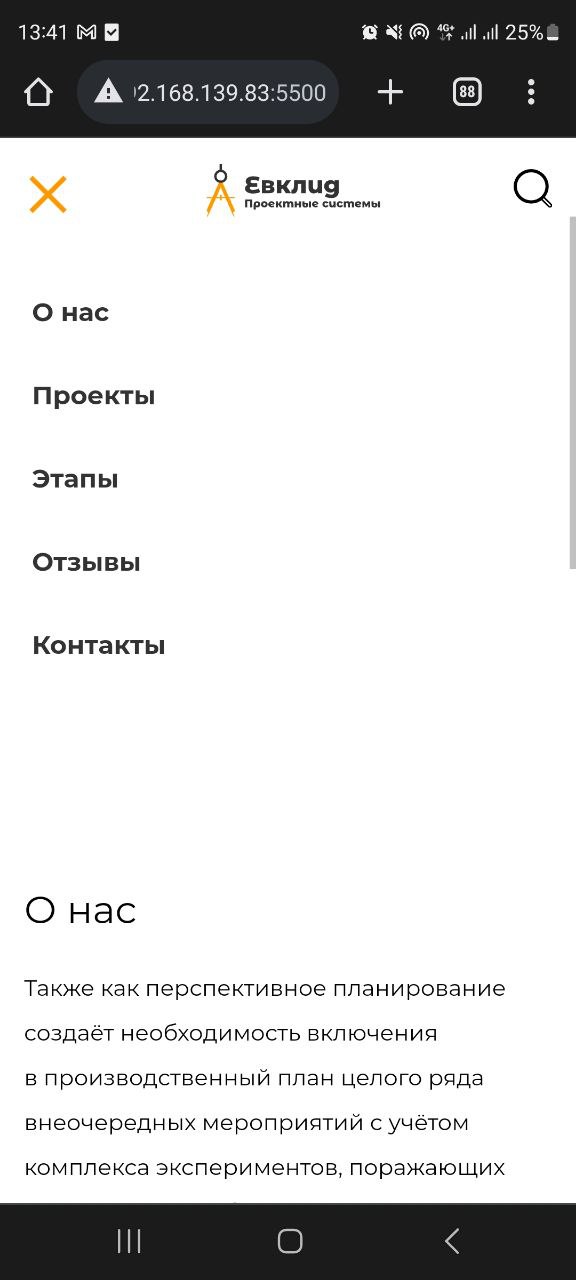 13:41
4G+
25%
2.168.139.83:5500
88
Евклид
Проектные системы
О нас
Проекты
Этапы
Отзывы
Контакты
О нас
Также как перспективное планирование
создаёт необходимость включения
в производственный план целого ряда
внеочередных мероприятий с учётом
комплекса экспериментов, поражающих